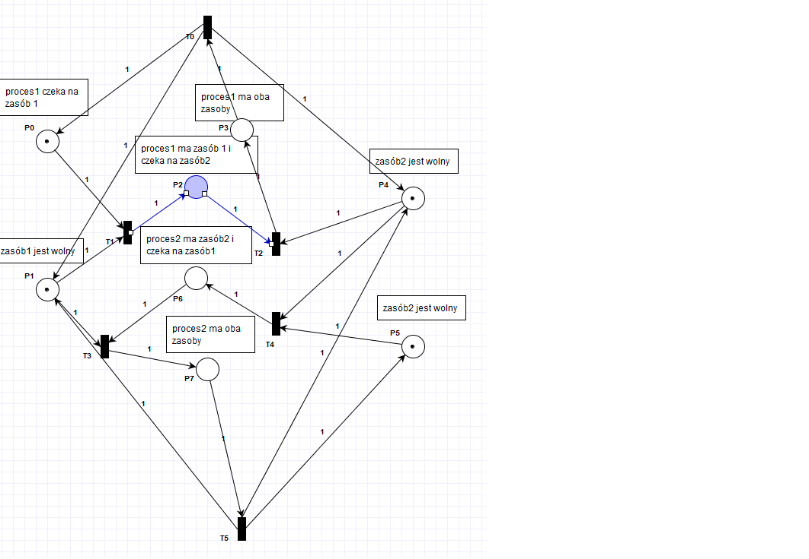 T0
1
proces1 czeka na
zasób 1
proces1 ma oba
zasoby
1
1
P0
P3
proces1 ma zasób 1 i
czeka na zasób2
1
zasób2 jest wolny
P2
P4
1
1
1
1
1
T1
proces2 ma zasób2 i
czeka na zasób1
T2
zasób1 jest wolny
1
1
P1
P6
1
1
1
zasób2 jest wolny
proces2 ma oba
zasoby
1
P5
T4
T3
1
1
P7
1
1
1
T5